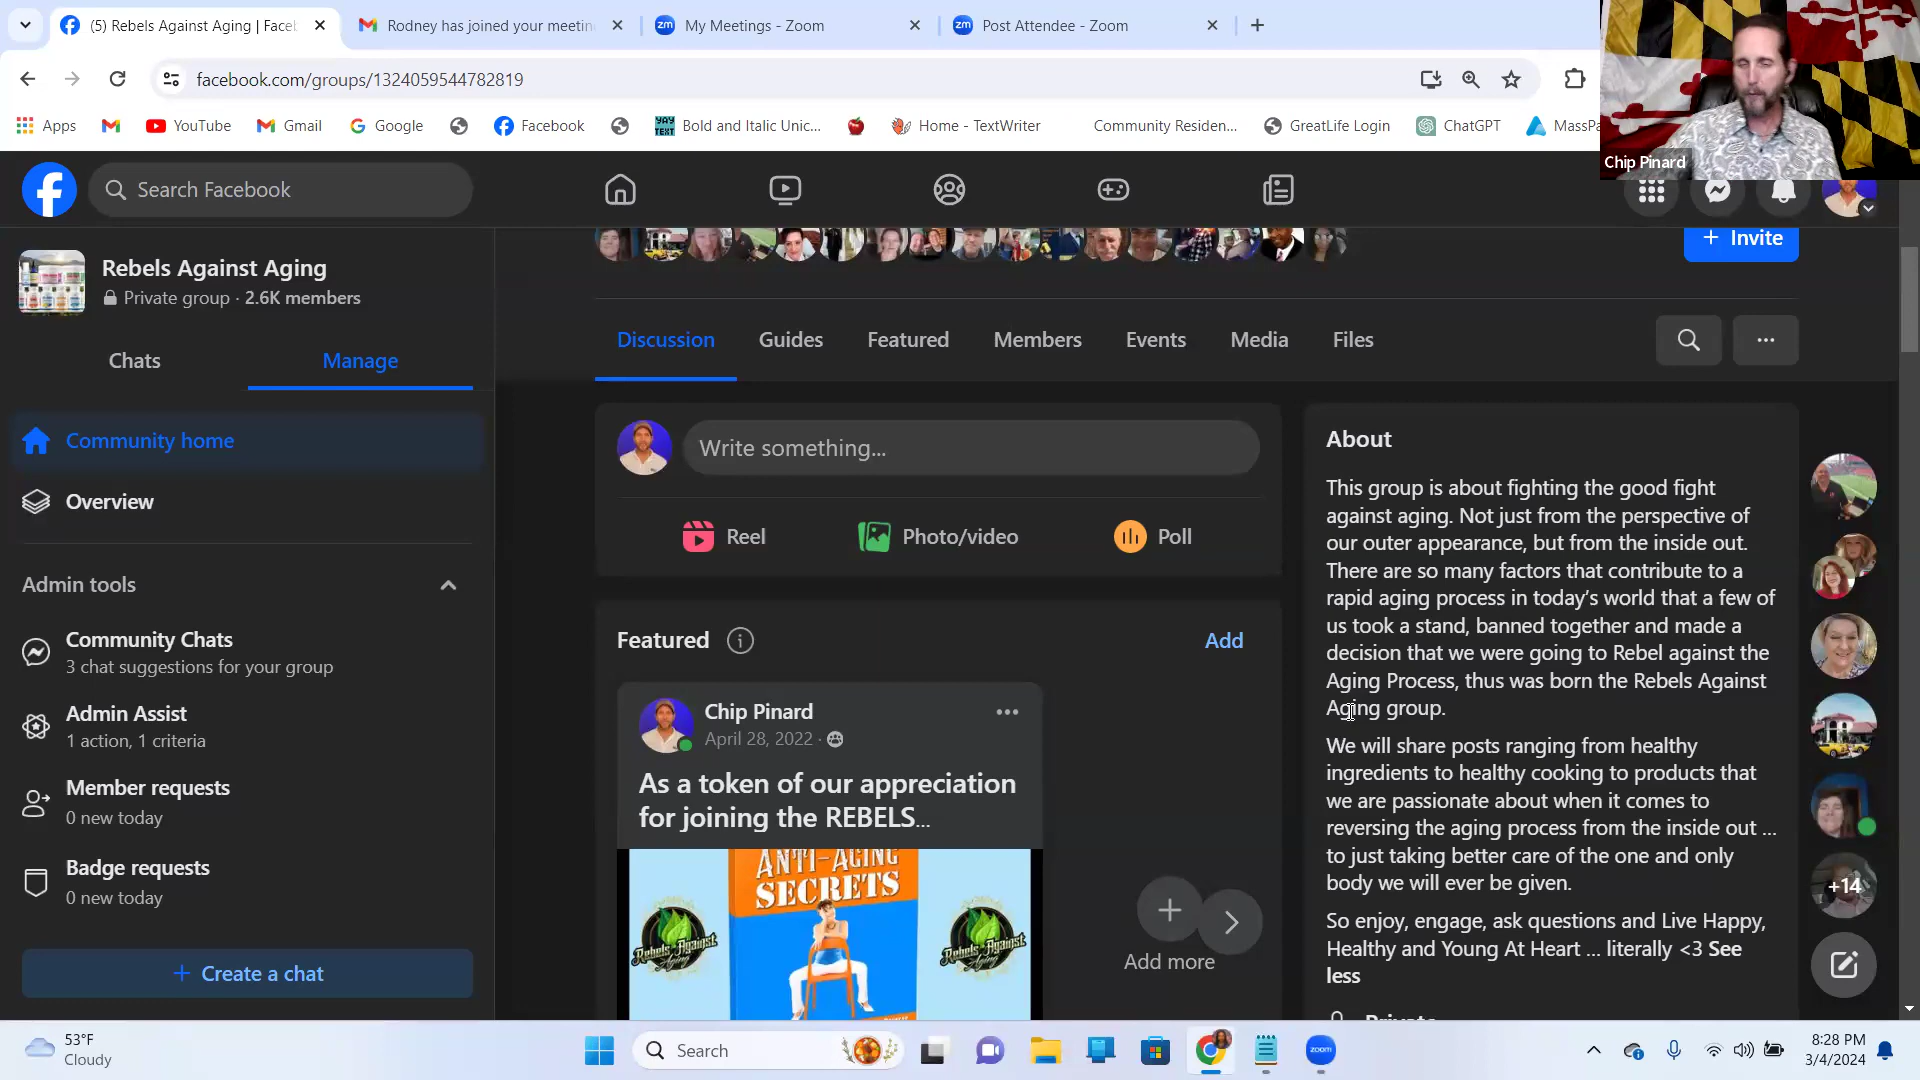 (5) Rebels Against Aging | Face
Rodney has joined your meetin
zm My Meetings - Zoom
zm Post Attendee - Zoom
facebook.com/groups/1324059544782819
Apps
YouTube
Gmail
Google
Facebook
YAY TEXT Bold and Italic Unic...
Home - TextWriter
Community Residen...
GreatLife Login
ChatGPT
MassPa
Chip Pinard
Search Facebook
Invite
Rebels Against Aging
Private group · 2.6K members
Chats
Manage
Community home
Overview
Admin tools
Community Chats
3 chat suggestions for your group
Admin Assist
1 action, 1 criteria
Member requests
0 new today
Badge requests
0 new today
+ Create a chat
Discussion
Guides
Featured
Members
Events
Media
Files
Write something...
Reel
Photo/video
Poll
Featured
Add
Chip Pinard
April 28, 2022 ·
As a token of our appreciation
for joining the REBELS...
ANTI-AGING
SECRETS
Rebels Against
Aging
Rebels Against
Aging
Add more
About
This group is about fighting the good fight
against aging. Not just from the perspective of
our outer appearance, but from the inside out.
There are so many factors that contribute to a
rapid aging process in today’s world that a few of
us took a stand, banned together and made a
decision that we were going to Rebel against the
Aging Process, thus was born the Rebels Against
Aging group.
We will share posts ranging from healthy
ingredients to healthy cooking to products that
we are passionate about when it comes to
reversing the aging process from the inside out ...
to just taking better care of the one and only
body we will ever be given.
So enjoy, engage, ask questions and Live Happy,
Healthy and Young At Heart ... literally <3 See
less
Private
+14
53°F
Cloudy
Search
zoom
8:28 PM
3/4/2024